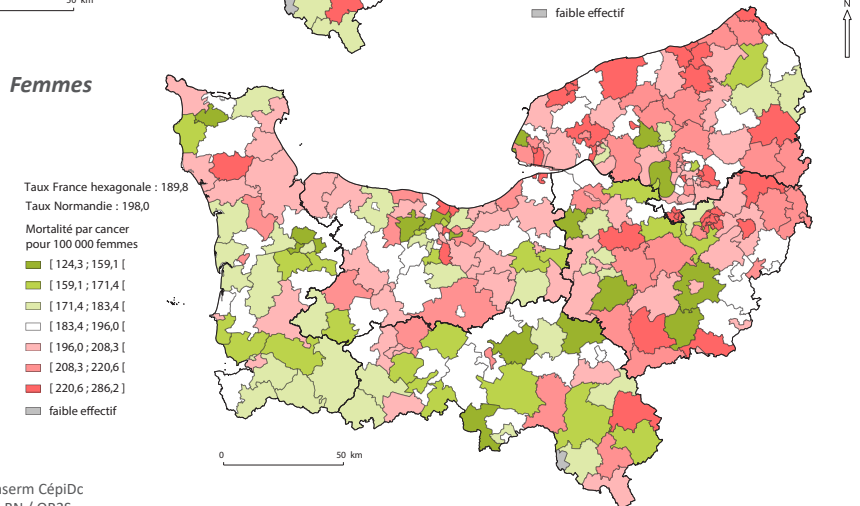 50 km
faible effectif
N
Femmes
Taux France hexagonale : 189,8
Taux Normandie : 198,0
Mortalité par cancer
pour 100 000 femmes
[ 124,3 ; 159,1 [
[ 159,1 ; 171,4 [
[ 171,4 ; 183,4 [
[ 183,4 ; 196,0 [
[ 196,0 ; 208,3 [
[ 208,3 ; 220,6 [
[ 220,6 ; 286,2 ]
faible effectif
0 50 km
nserm CépiDc